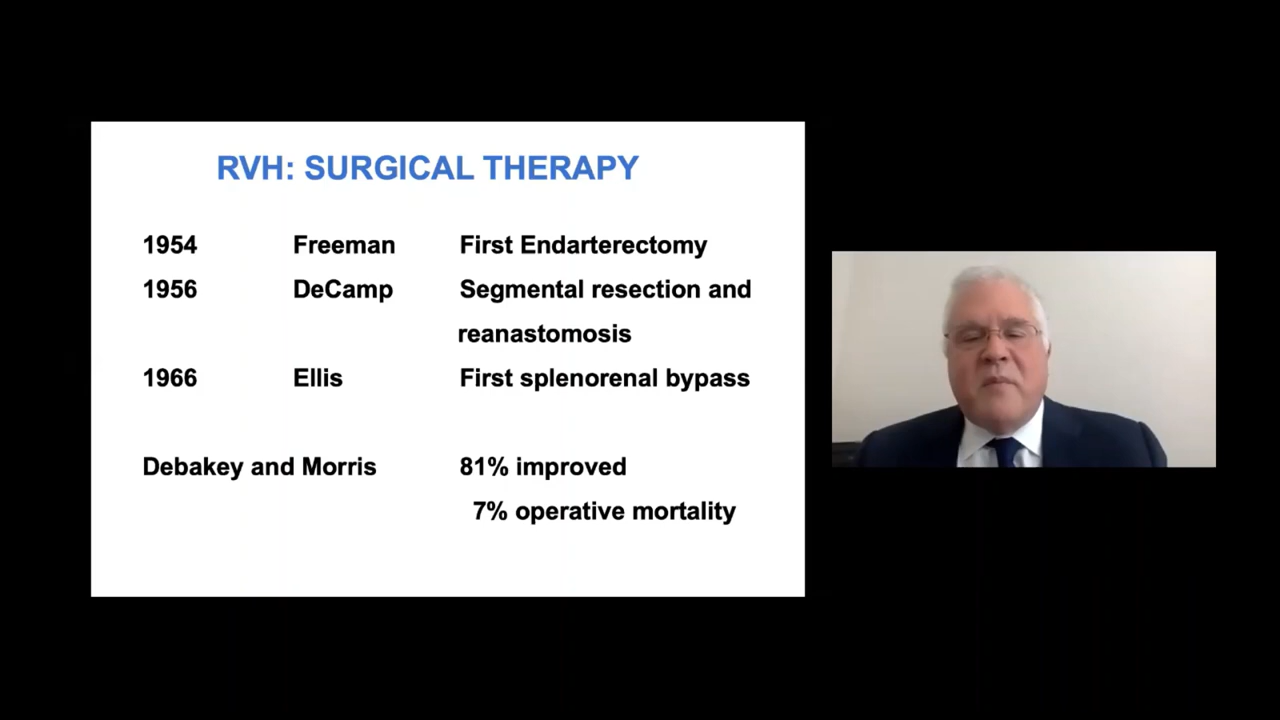 RVH: SURGICAL THERAPY
1954 Freeman First Endarterectomy
1956 DeCamp Segmental resection and
reanastomosis
1966 Ellis First splenorenal bypass
Debakey and Morris 81% improved
7% operative mortality